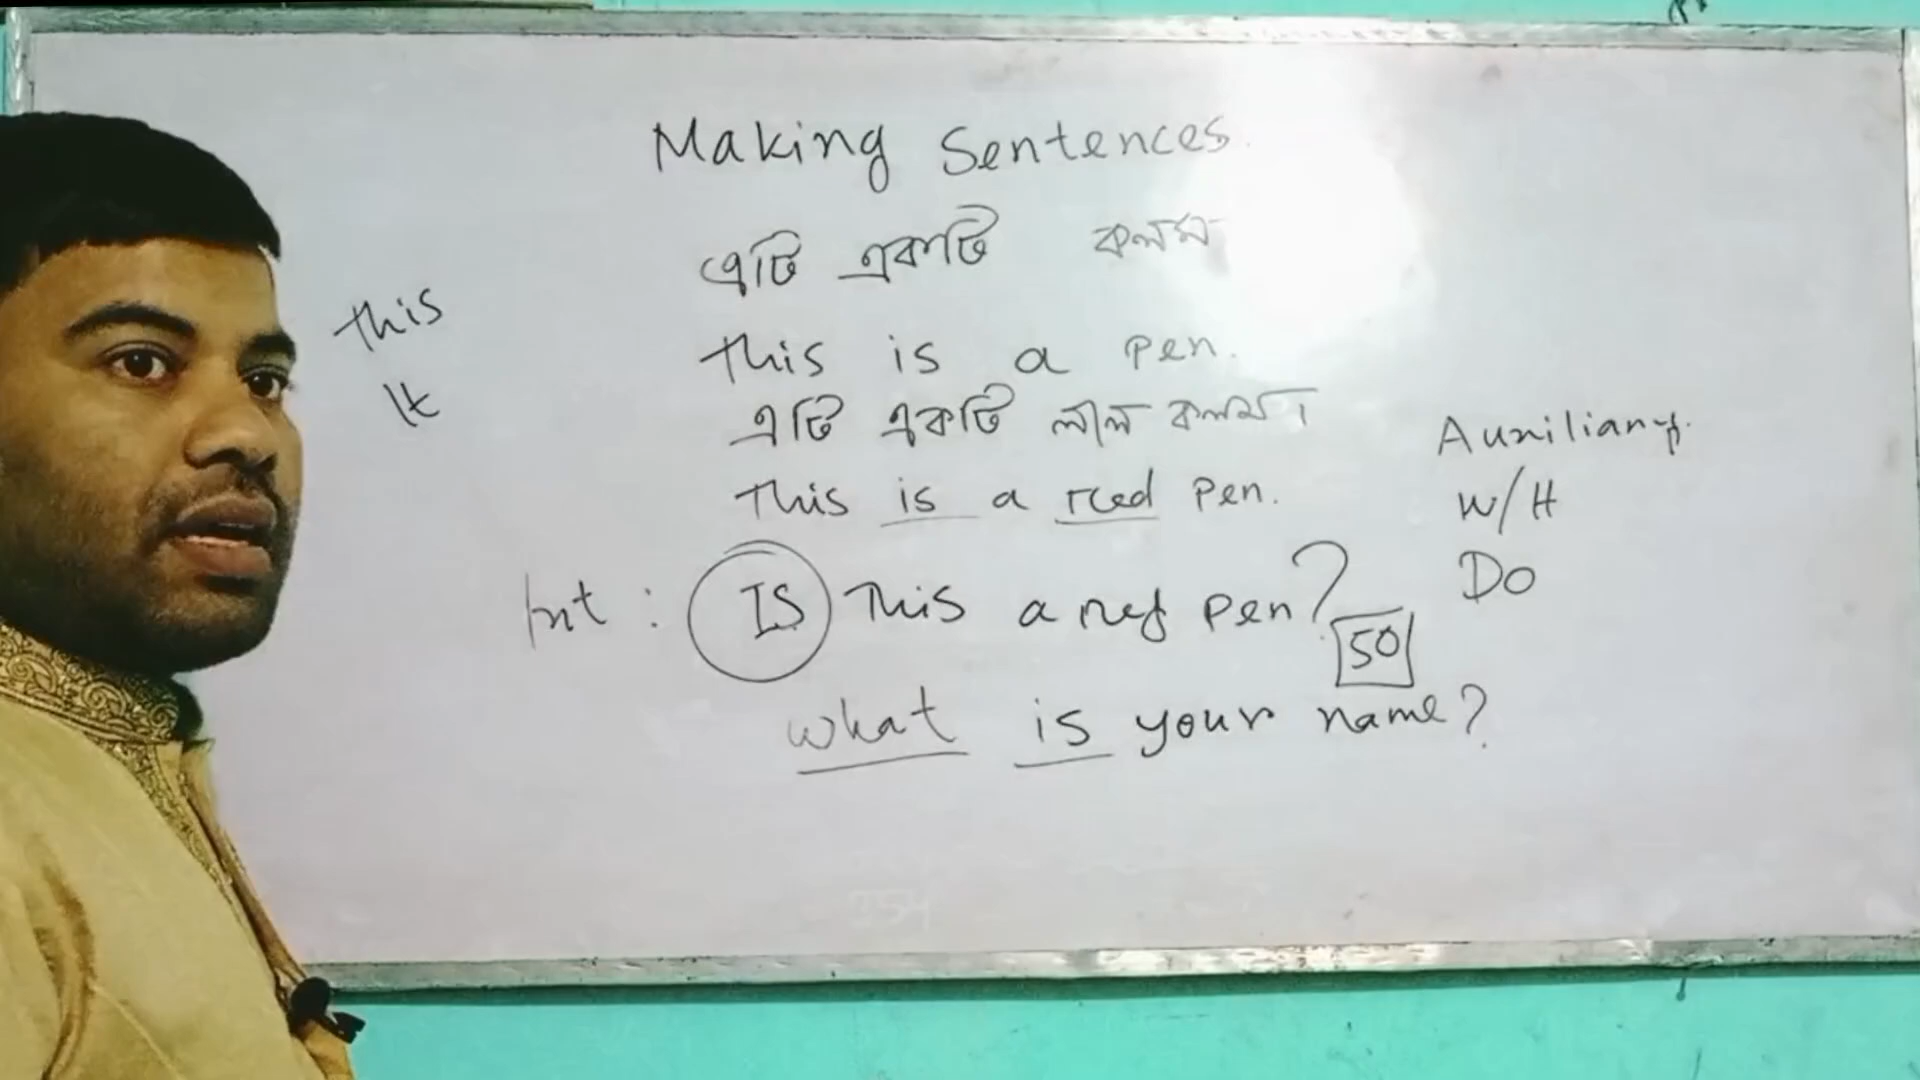 Making Sentences.
এটি একটি কলম
This is a pen.
This
It
এটি একটি লাল কলম।
This is a red pen.
Auxiliary.
W/H
Do
Int : IS This a red pen?
50
What is your name?